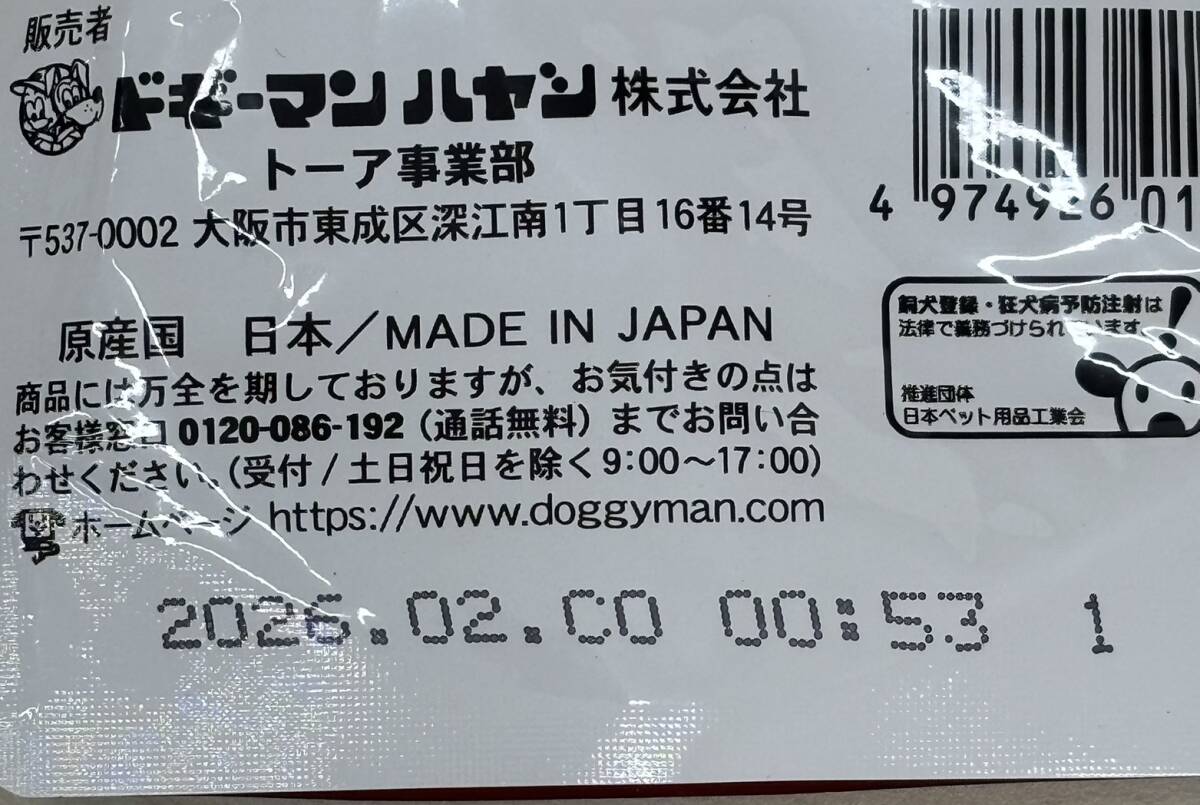 販売者
ドギーマン ハヤシ 株式会社
トーア事業部
〒537-0002 大阪市東成区深江南1丁目16番14号
原産国 日本／MADE IN JAPAN
商品には万全を期しておりますが、お気付きの点は
お客様窓口 0120-086-192（通話無料）までお問い合
わせください。（受付/土日祝日を除く9:00～17:00）
ホームページ https://www.doggyman.com
2026.02.C0 00:53 1
4 974926 01
飼犬登録・狂犬病予防注射は
法律で義務づけられています。
推進団体
日本ペット用品工業会